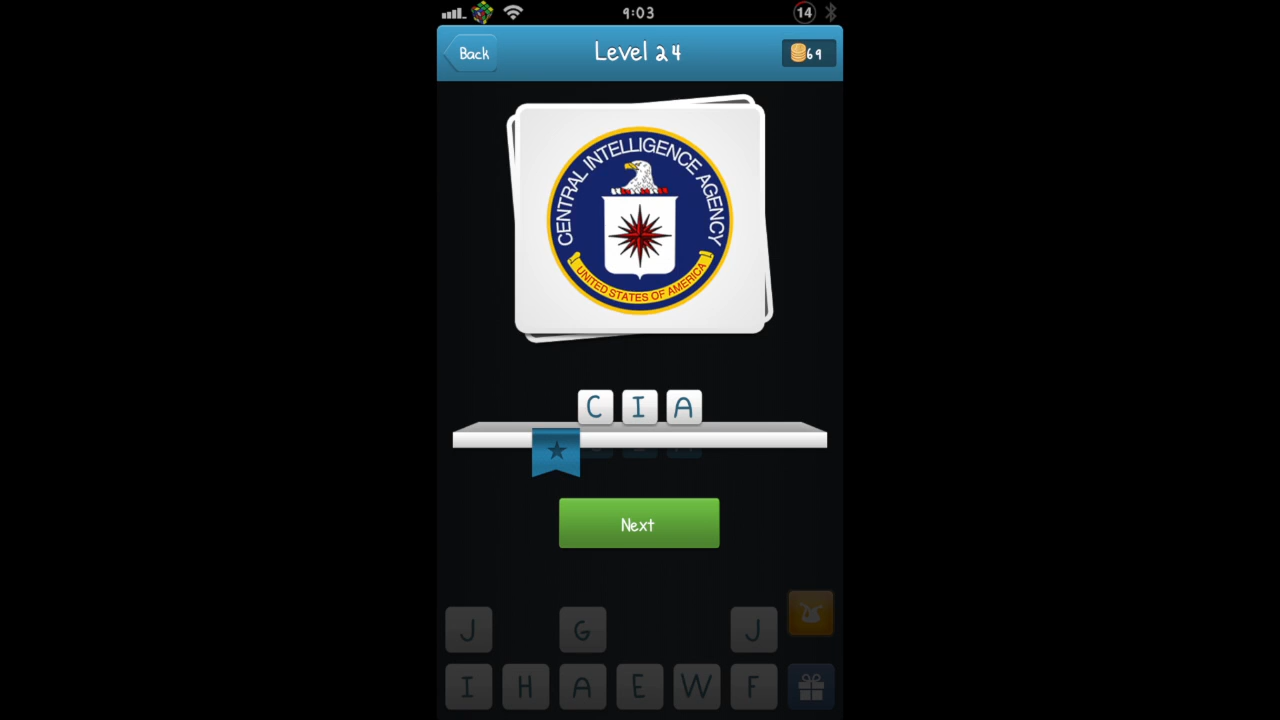 9:03
14
Back
Level 24
69
CENTRAL INTELLIGENCE AGENCY
UNITED STATES OF AMERICA
C I A
Next
J G J
I H A E W F